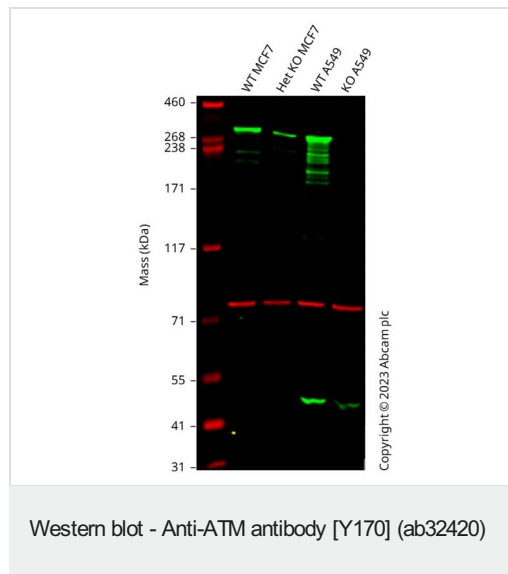 WT MCF7
Het KO MCF7
WT A549
KO A549
460
268
238
171
117
71
55
41
31
Mass (kDa)
Copyright © 2023 Abcam plc
Western blot - Anti-ATM antibody [Y170] (ab32420)